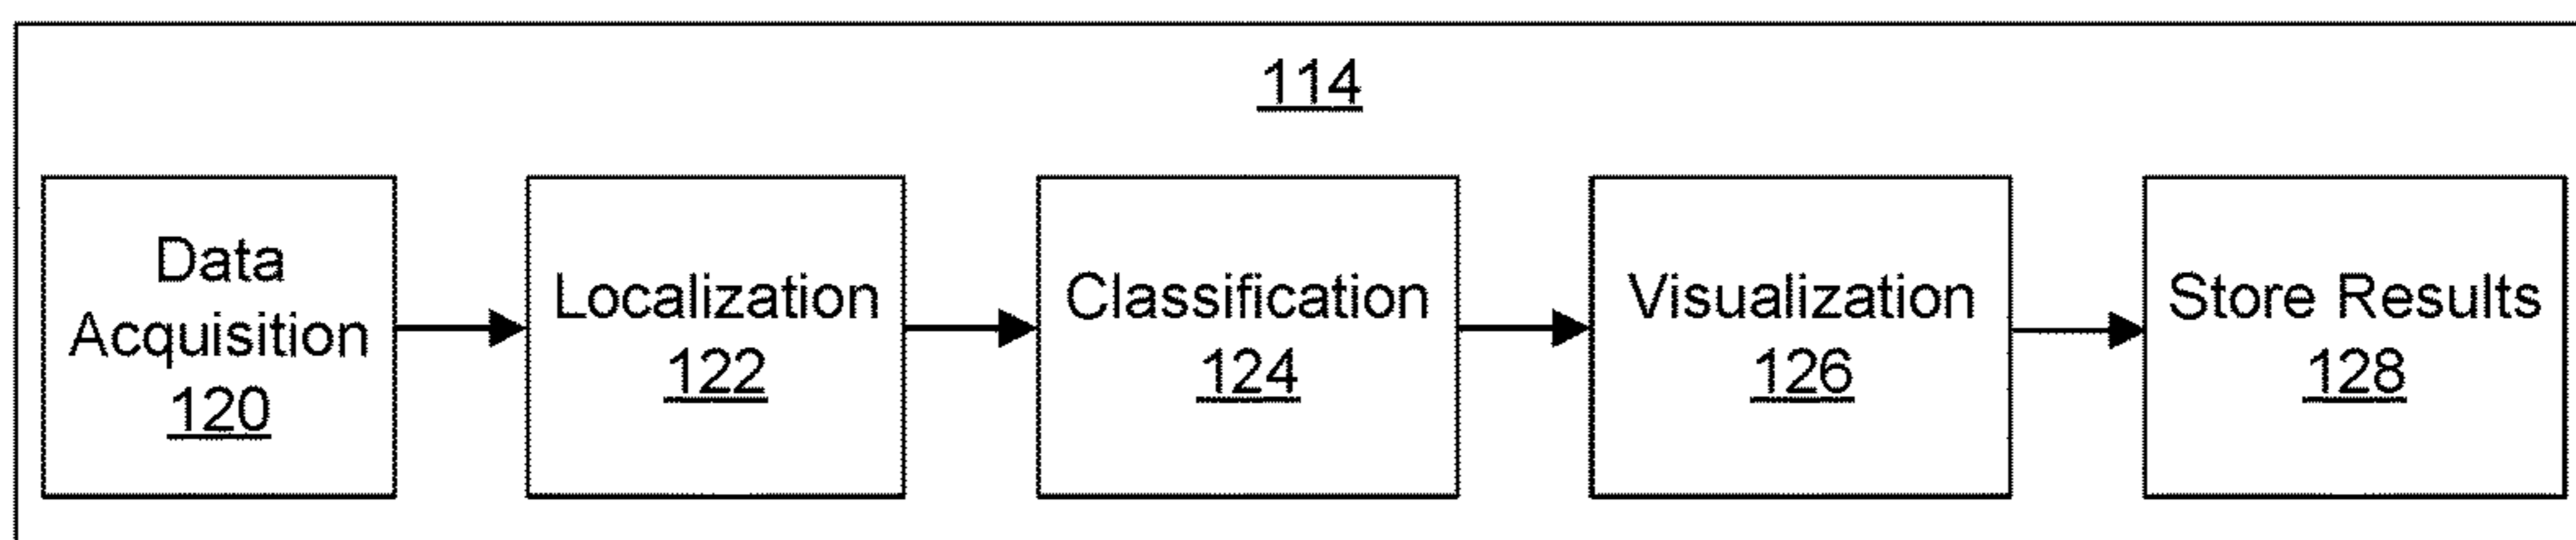 114
Data
Acquisition
120
Localization
122
Classification
124
Visualization
126
Store Results
128